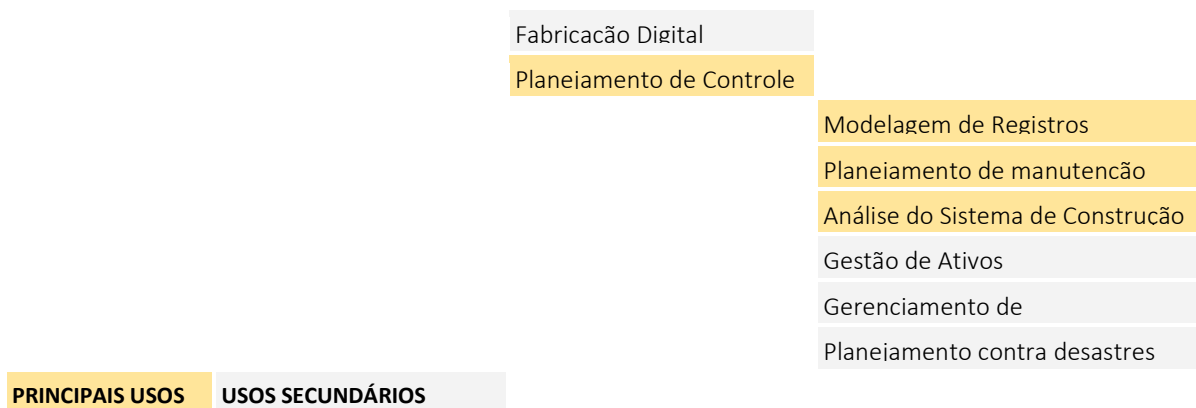 Fabricação Digital
Planejamento de Controle
Modelagem de Registros
Planejamento de manutenção
Análise do Sistema de Construção
Gestão de Ativos
Gerenciamento de
Planejamento contra desastres
PRINCIPAIS USOS USOS SECUNDÁRIOS